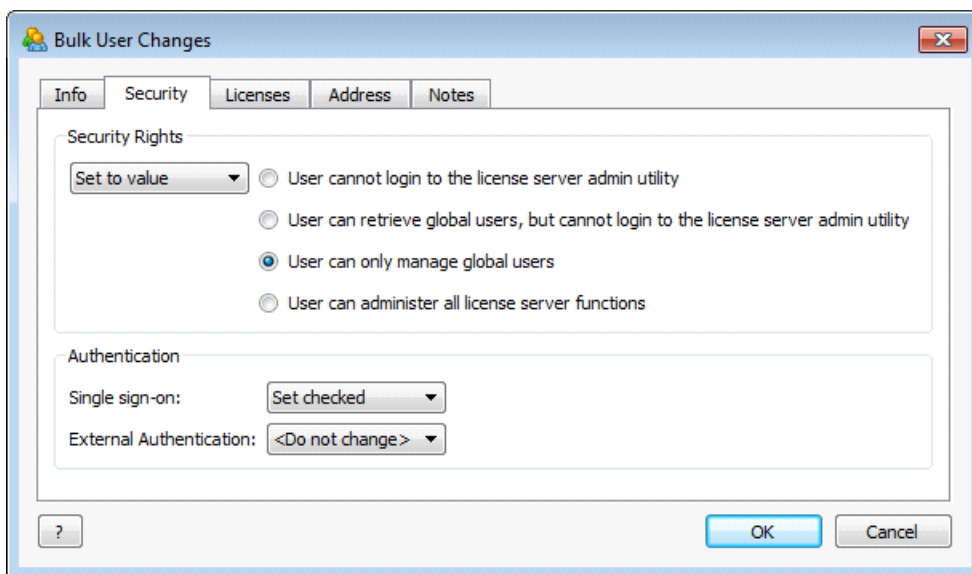 Bulk User Changes
Info Security Licenses Address Notes
Security Rights
Set to value
User cannot login to the license server admin utility
User can retrieve global users, but cannot login to the license server admin utility
User can only manage global users
User can administer all license server functions
Authentication
Single sign-on: Set checked
External Authentication: <Do not change>
? OK Cancel